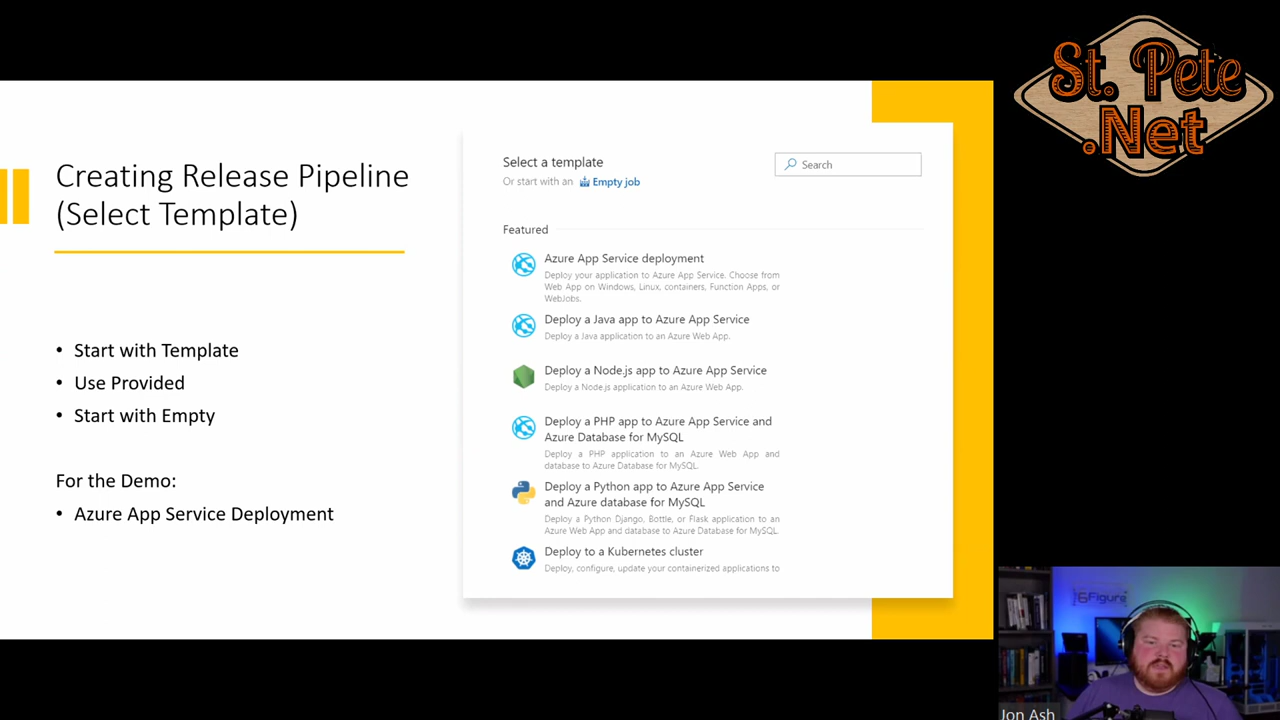 St. Pete
.Net
Creating Release Pipeline
(Select Template)
• Start with Template
• Use Provided
• Start with Empty
For the Demo:
• Azure App Service Deployment
Select a template
Or start with an Empty job
Search
Featured
Azure App Service deployment
Deploy your application to Azure App Service. Choose from
Web App on Windows, Linux, containers, Function Apps, or
WebJobs.
Deploy a Java app to Azure App Service
Deploy a Java application to an Azure Web App.
Deploy a Node.js app to Azure App Service
Deploy a Node.js application to an Azure Web App.
Deploy a PHP app to Azure App Service and
Azure Database for MySQL
Deploy a PHP application to an Azure Web App and
database to Azure Database for MySQL.
Deploy a Python app to Azure App Service
and Azure database for MySQL
Deploy a Python Django, Bottle, or Flask application to an
Azure Web App and database to Azure Database for MySQL.
Deploy to a Kubernetes cluster
Deploy, configure, update your containerized applications to
6Figure
Jon Ash